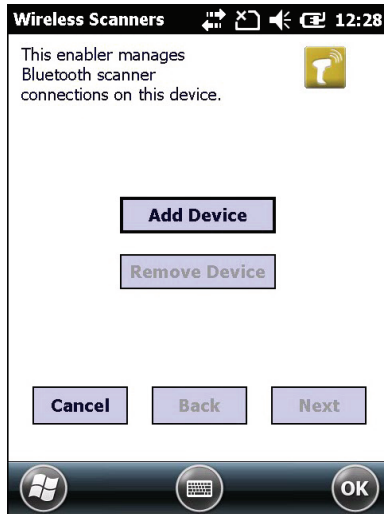 Wireless Scanners 12:28
This enabler manages
Bluetooth scanner
connections on this device.
Add Device
Remove Device
Cancel Back Next
OK